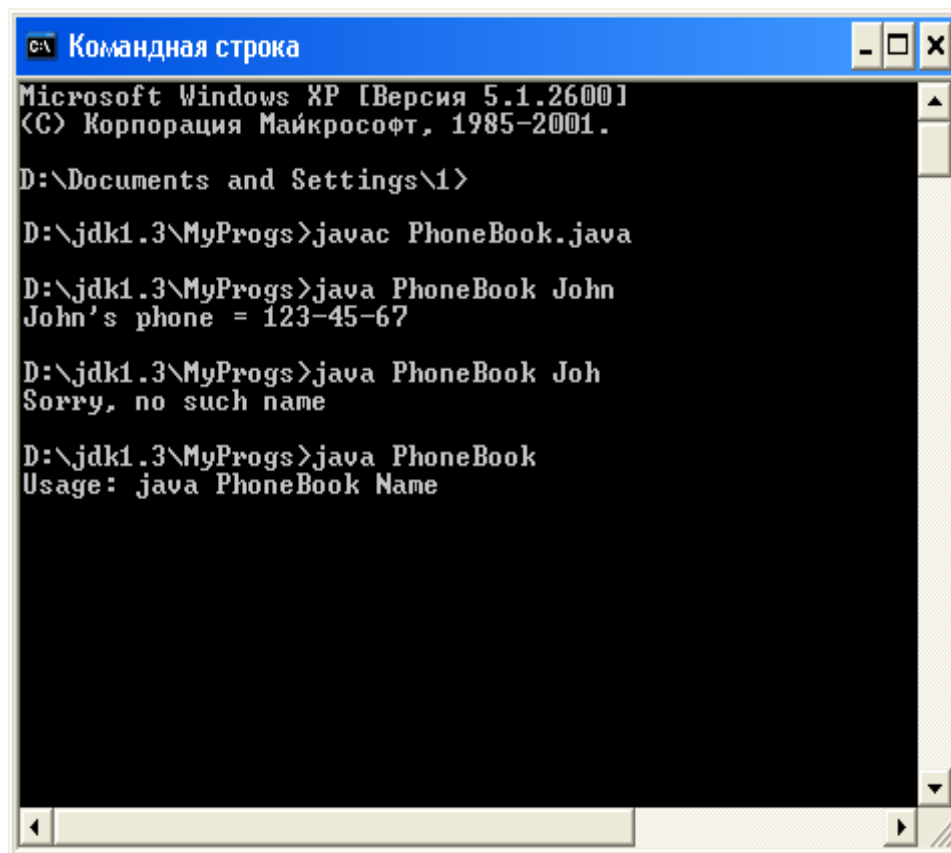 Командная строка
Microsoft Windows XP [Версия 5.1.2600]
(C) Корпорация Майкрософт, 1985-2001.
D:\Documents and Settings\1>
D:\jdk1.3\MyProgs>javac PhoneBook.java
D:\jdk1.3\MyProgs>java PhoneBook John
John's phone = 123-45-67
D:\jdk1.3\MyProgs>java PhoneBook Joh
Sorry, no such name
D:\jdk1.3\MyProgs>java PhoneBook
Usage: java PhoneBook Name